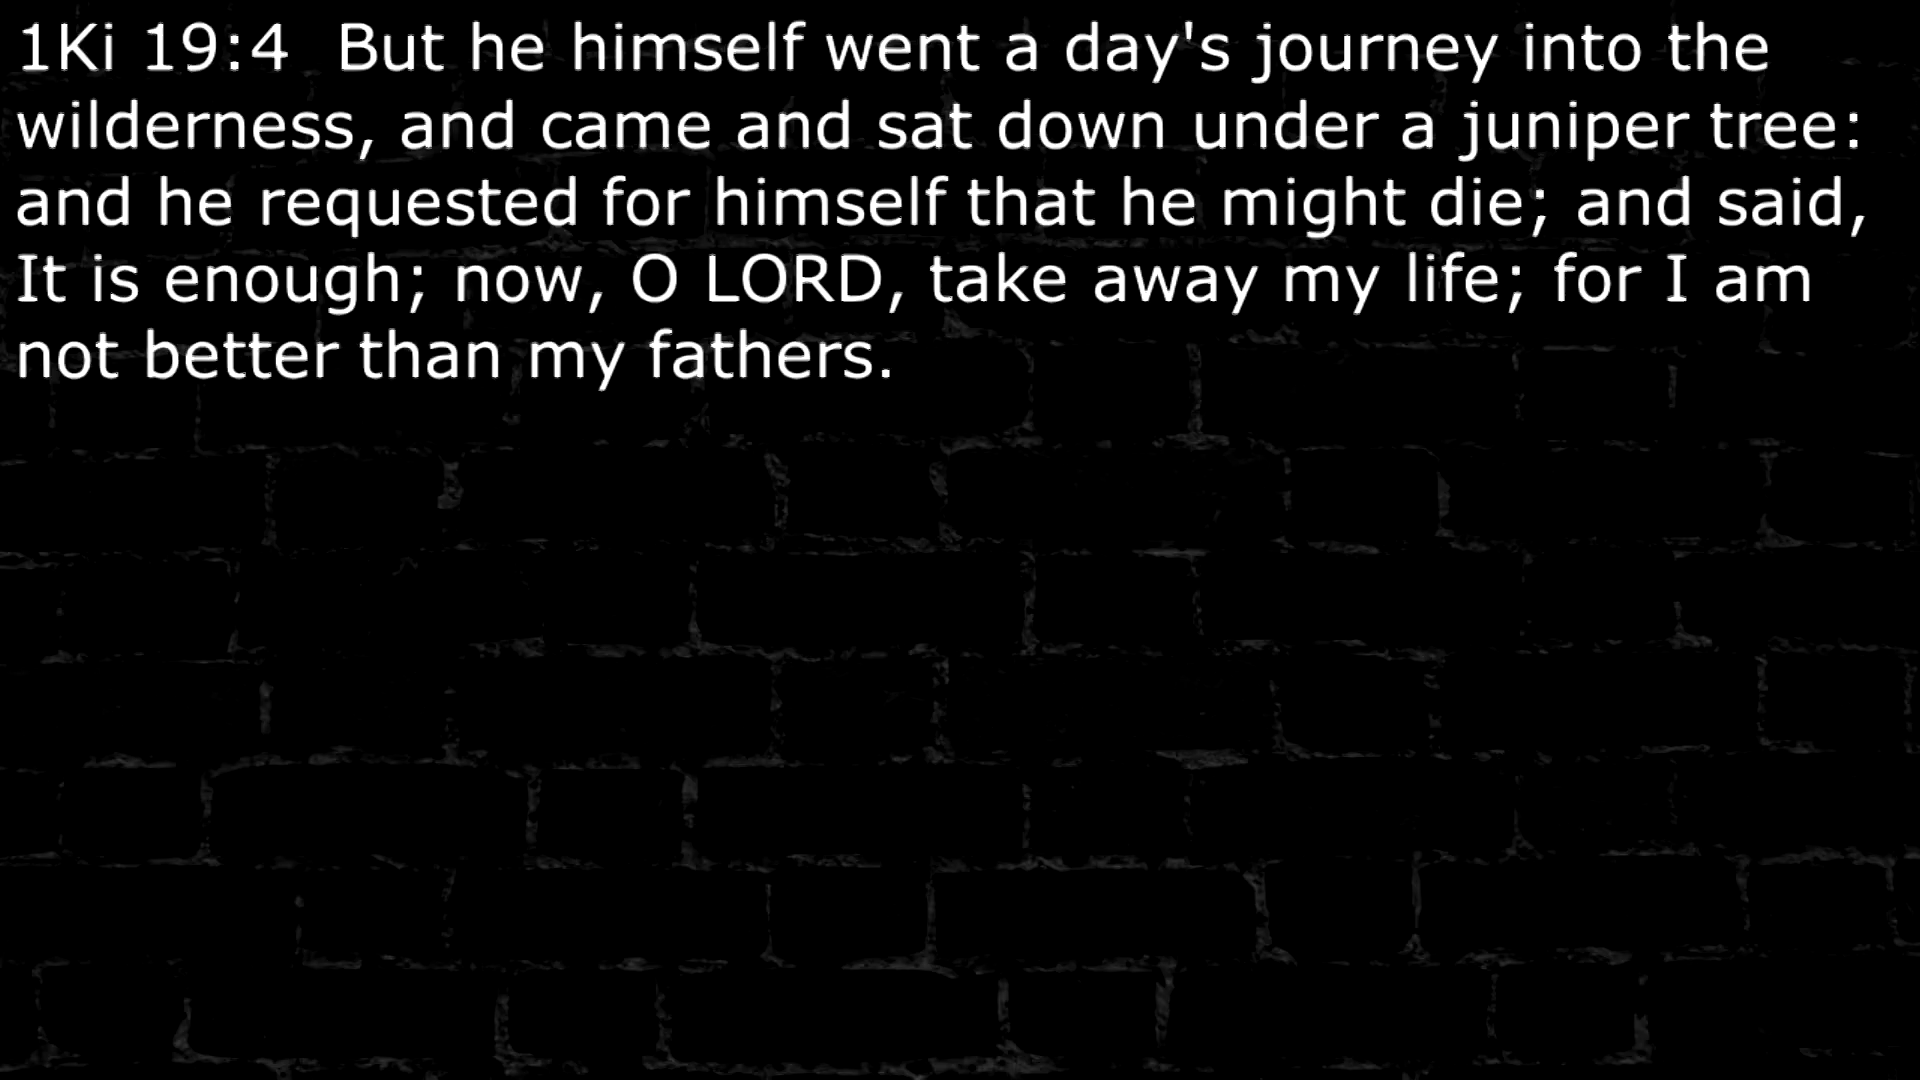 1Ki 19:4  But he himself went a day's journey into the
wilderness, and came and sat down under a juniper tree:
and he requested for himself that he might die; and said,
It is enough; now, O LORD, take away my life; for I am
not better than my fathers.